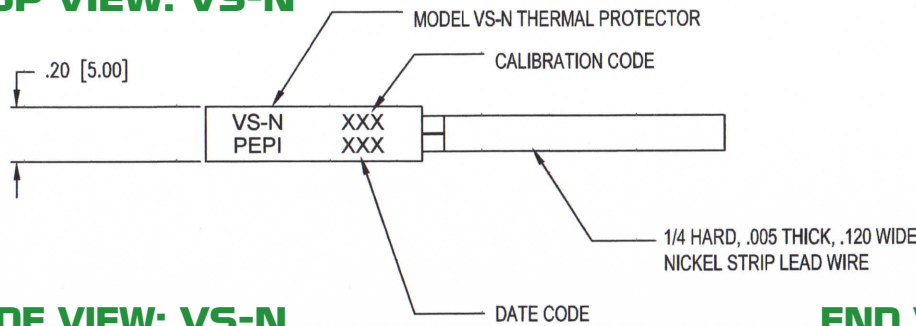 OP VIEW: VS-N
MODEL VS-N THERMAL PROTECTOR
CALIBRATION CODE
.20 [5.00]
VS-N XXX
PEPI XXX
1/4 HARD, .005 THICK, .120 WIDE
NICKEL STRIP LEAD WIRE
DATE CODE
DE VIEW: VS-N
END V